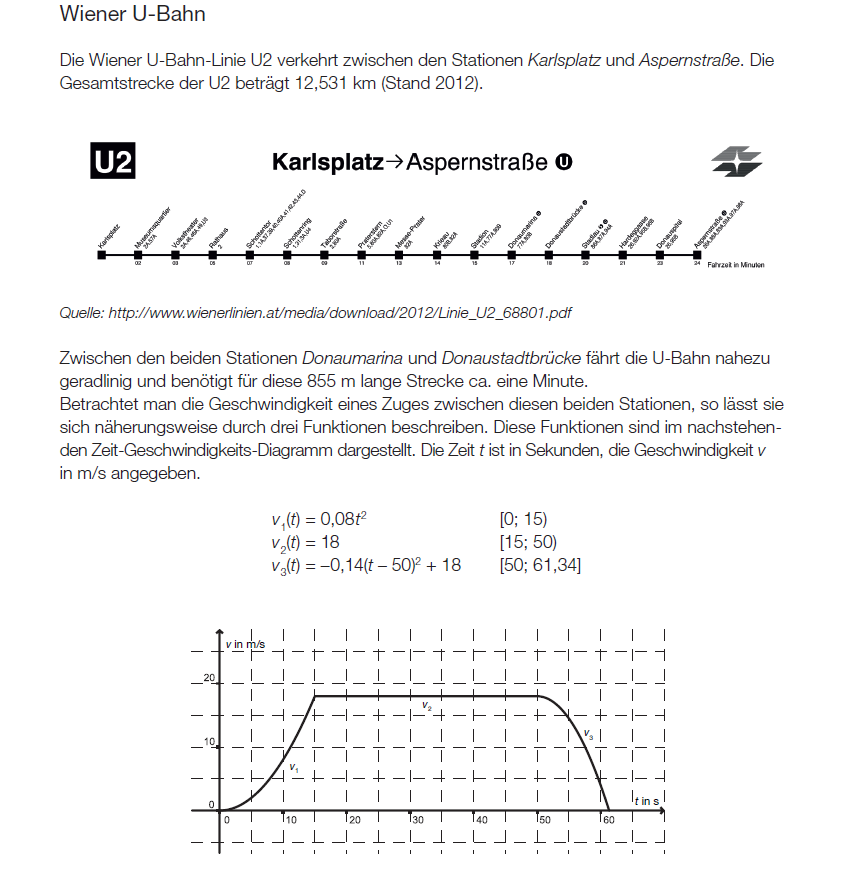 Wiener U-Bahn
Die Wiener U-Bahn-Linie U2 verkehrt zwischen den Stationen Karlsplatz und Aspernstraße. Die
Gesamtstrecke der U2 beträgt 12,531 km (Stand 2012).
U2
Karlsplatz→Aspernstraße U
Karlsplatz
Museumsquartier
2A,57A
Volkstheater
Rathaus
2
Schottentor
Schottenring
Taborstraße
Praterstern
Messe-Prater
Krieau
Stadion
Donaumarina
Donaustadtbrücke
Stadlau
Hardeggasse
Donauspital
Aspernstraße
02 03 05 07 08 09 11 13 14 15 17 18 20 21 23 24 Fahrzeit in Minuten
Quelle: http://www.wienerlinien.at/media/download/2012/Linie_U2_68801.pdf
Zwischen den beiden Stationen Donaumarina und Donaustadtbrücke fährt die U-Bahn nahezu
geradlinig und benötigt für diese 855 m lange Strecke ca. eine Minute.
Betrachtet man die Geschwindigkeit eines Zuges zwischen diesen beiden Stationen, so lässt sie
sich näherungsweise durch drei Funktionen beschreiben. Diese Funktionen sind im nachstehen-
den Zeit-Geschwindigkeits-Diagramm dargestellt. Die Zeit t ist in Sekunden, die Geschwindigkeit v
in m/s angegeben.
v₁(t) = 0,08t² [0; 15)
v₂(t) = 18 [15; 50)
v₃(t) = –0,14(t – 50)² + 18 [50; 61,34]
v in m/s
20
v₂
v₃
10
v₁
0
t in s
0 10 20 30 40 50 60